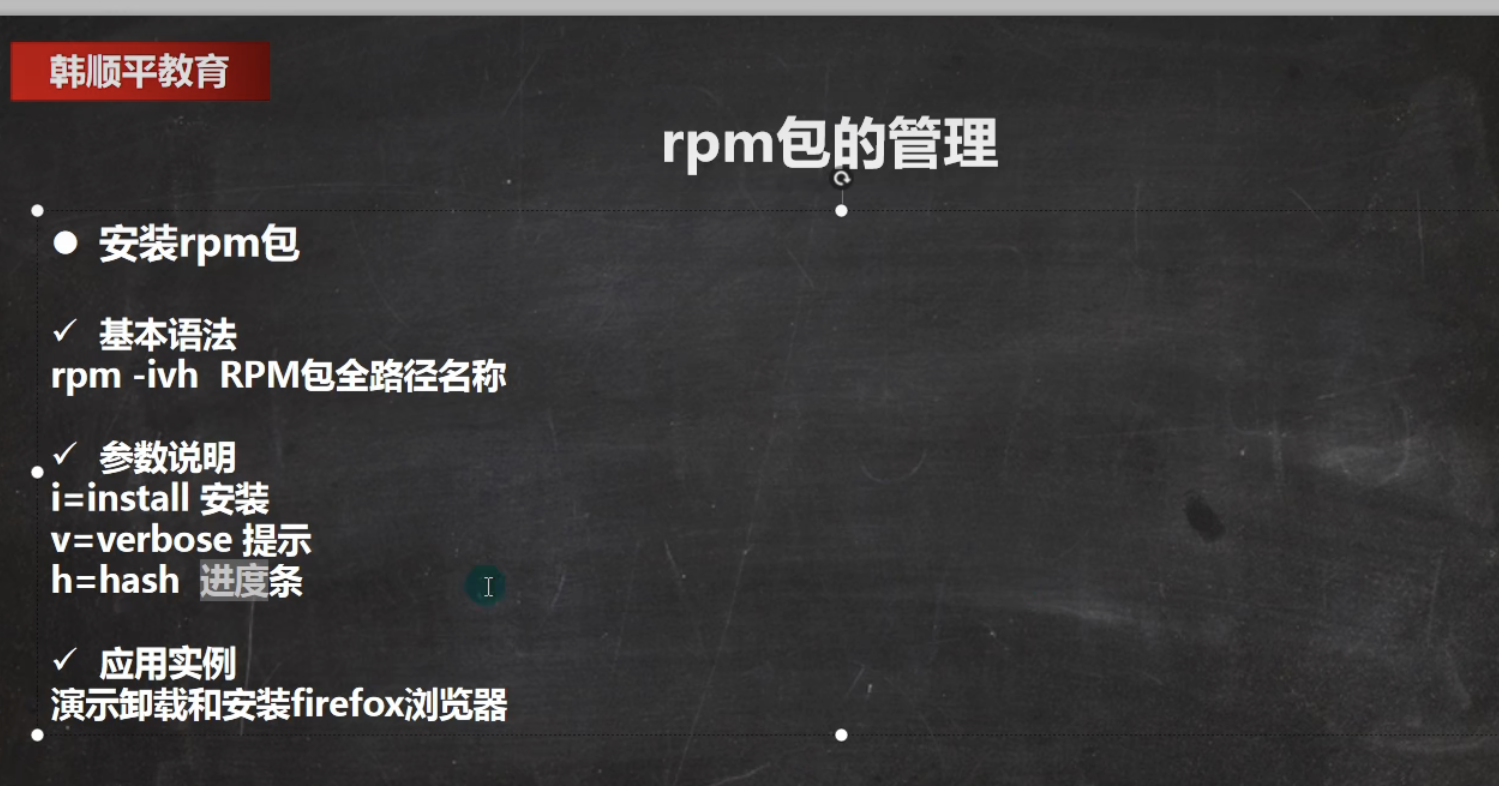 韩顺平教育
rpm包的管理
● 安装rpm包
✓ 基本语法
rpm -ivh  RPM包全路径名称
✓ 参数说明
i=install 安装
v=verbose 提示
h=hash  进度条
✓ 应用实例
演示卸载和安装firefox浏览器